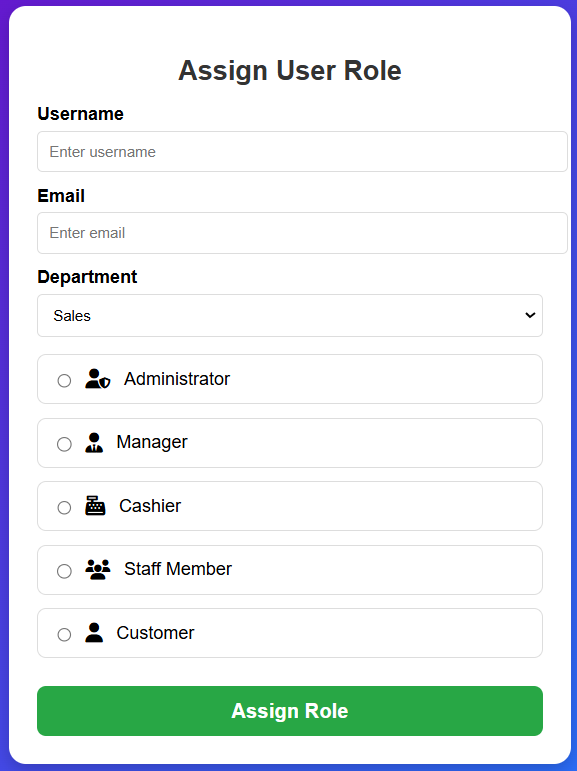 Assign User Role
Username
Enter username
Email
Enter email
Department
Sales
Administrator
Manager
Cashier
Staff Member
Customer
Assign Role